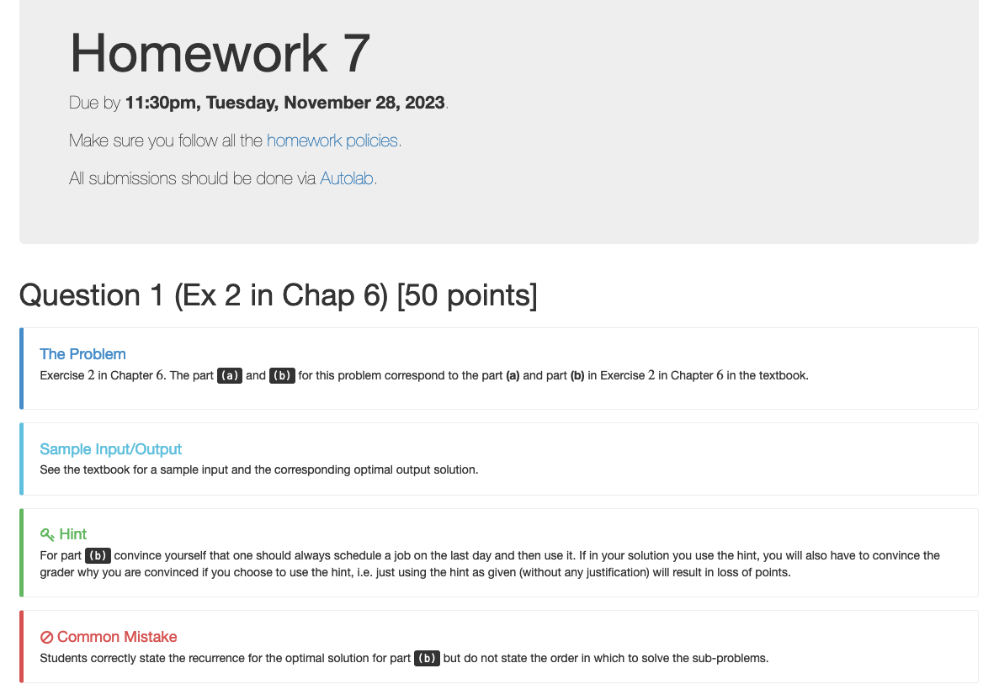 Homework 7
Due by 11:30pm, Tuesday, November 28, 2023.
Make sure you follow all the homework policies.
All submissions should be done via Autolab.
Question 1 (Ex 2 in Chap 6) [50 points]
The Problem
Exercise 2 in Chapter 6. The part (a) and (b) for this problem correspond to the part (a) and part (b) in Exercise 2 in Chapter 6 in the textbook.
Sample Input/Output
See the textbook for a sample input and the corresponding optimal output solution.
Hint
For part (b) convince yourself that one should always schedule a job on the last day and then use it. If in your solution you use the hint, you will also have to convince the
grader why you are convinced if you choose to use the hint, i.e. just using the hint as given (without any justification) will result in loss of points.
Common Mistake
Students correctly state the recurrence for the optimal solution for part (b) but do not state the order in which to solve the sub-problems.